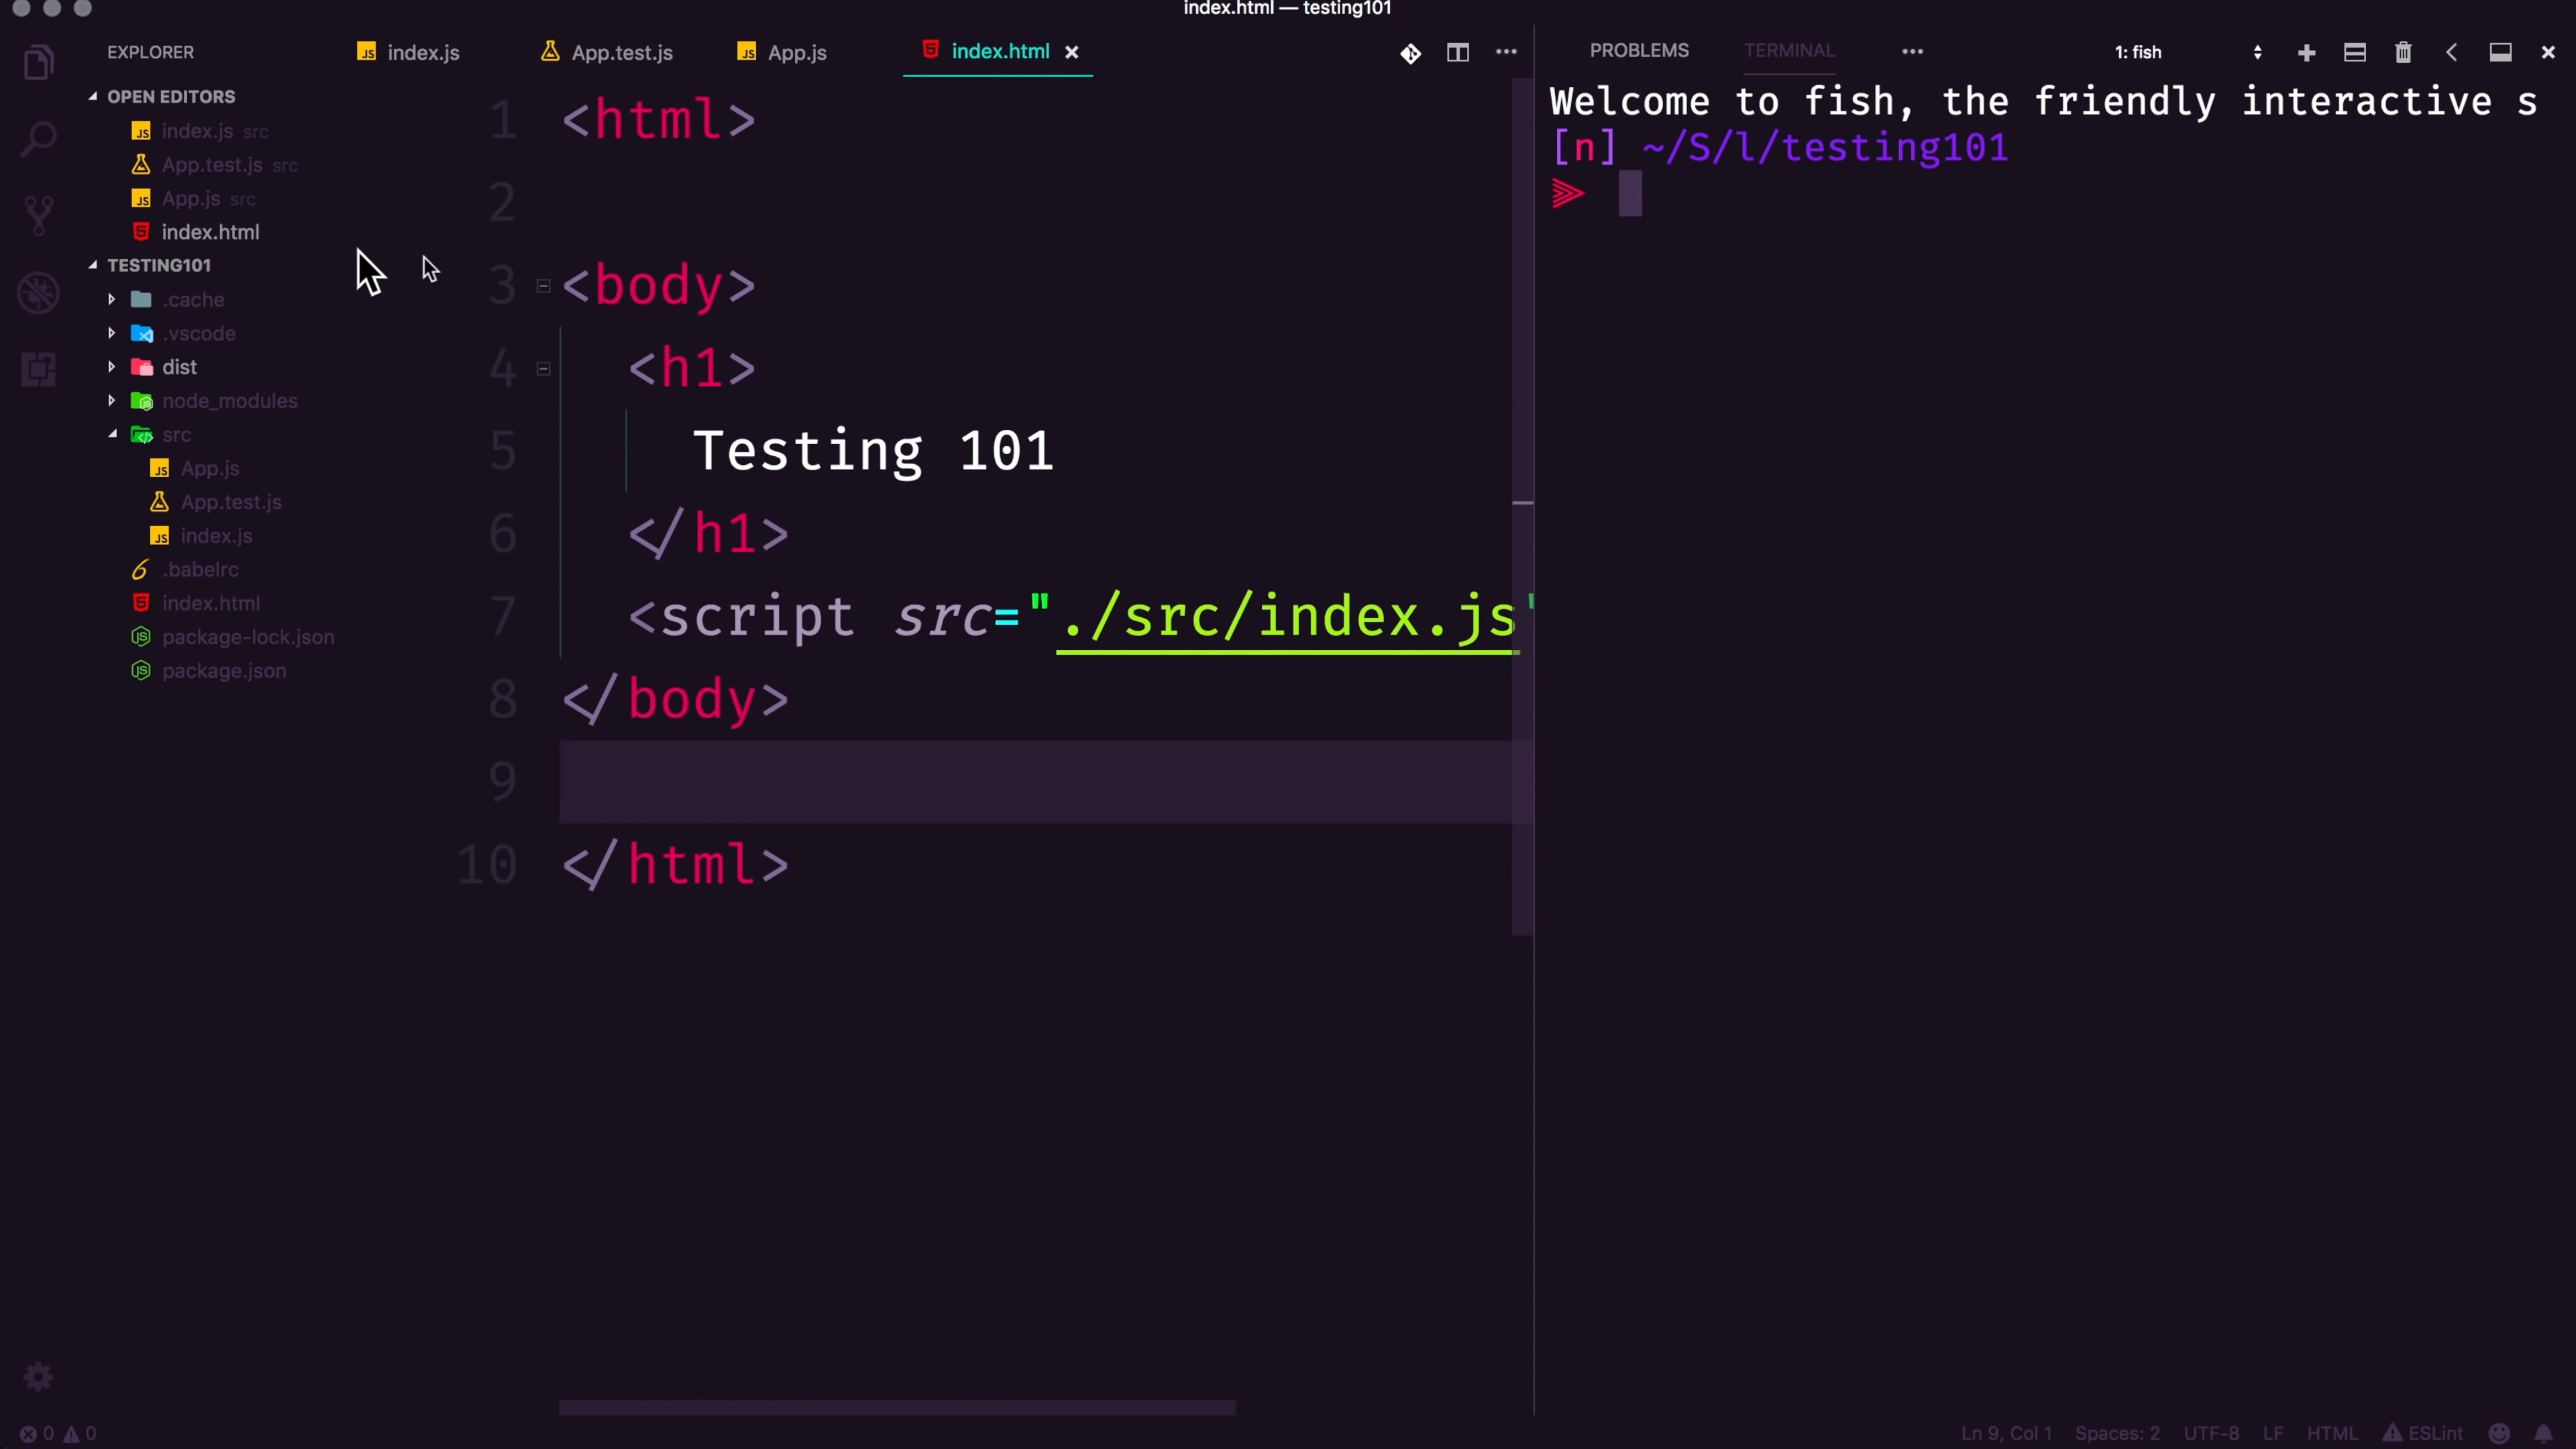 index.html — testing101
EXPLORER
OPEN EDITORS
index.js src
App.test.js src
App.js src
index.html
TESTING101
.cache
.vscode
dist
node_modules
src
App.js
App.test.js
index.js
.babelrc
index.html
package-lock.json
package.json
index.js App.test.js App.js index.html
1 <html>
2
3 <body>
4 <h1>
5 Testing 101
6 </h1>
7 <script src="./src/index.js"
8 </body>
9
10 </html>
PROBLEMS TERMINAL 1: fish
Welcome to fish, the friendly interactive s
[n] ~/S/l/testing101
0 0
Ln 9, Col 1 Spaces: 2 UTF-8 LF HTML ESLint